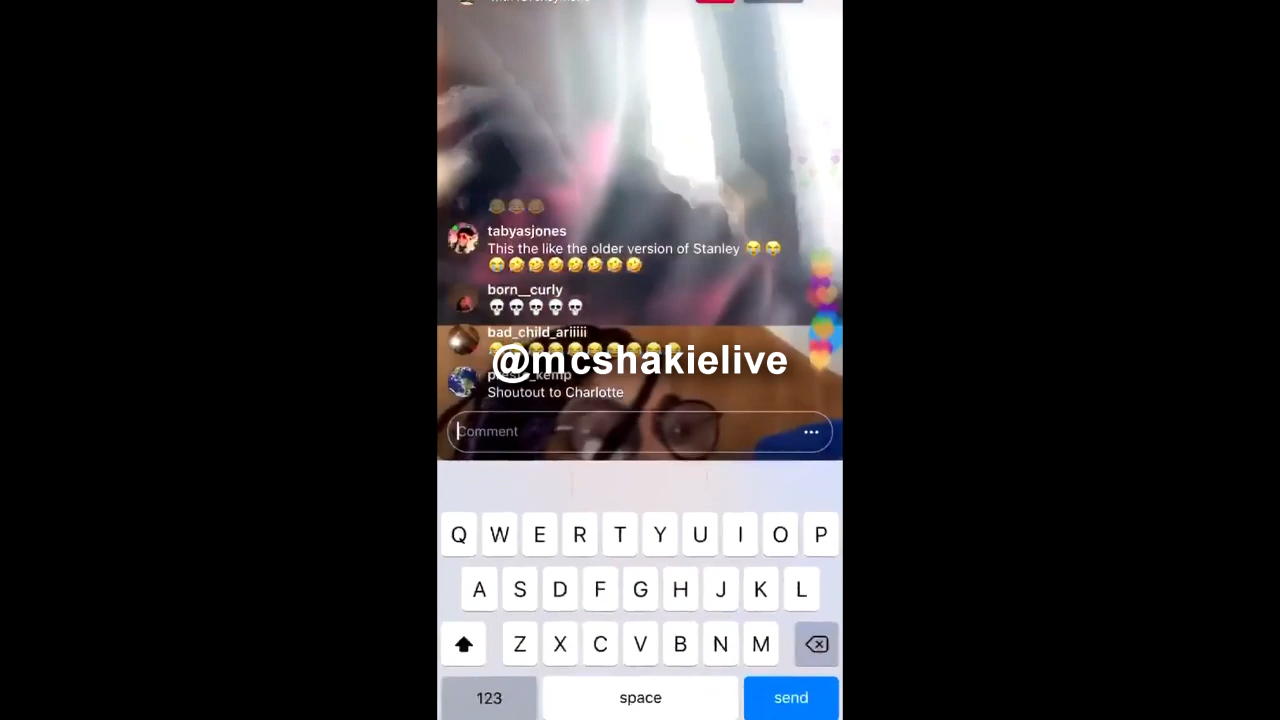 tabyasjones
This the like the older version of Stanley 😭 😭
😭 🤣 🤣 🤣 🤣 🤣 🤣 🤣
born__curly
💀 💀 💀 💀 💀
bad_child_ariiiii
@mcshakielive
Shoutout to Charlotte
Comment
Q W E R T Y U I O P
A S D F G H J K L
Z X C V B N M
123 space send